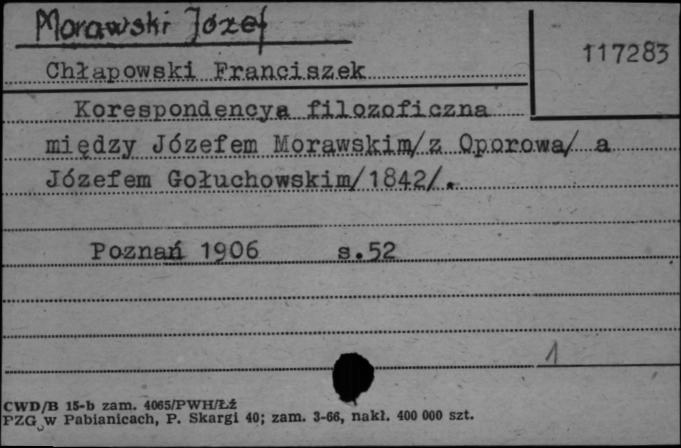 Morawski Józef
117283
Chłapowski Franciszek
Korespondencya filozoficzna
między Józefem Morawskim/z Oporowa/ a
Józefem Gołuchowskim/1842/.
Poznań 1906 s.52
1
CWD/B 15-b zam. 4065/PWH/Łź
PZG w Pabianicach, P. Skargi 40; zam. 3-66, nakł. 400 000 szt.